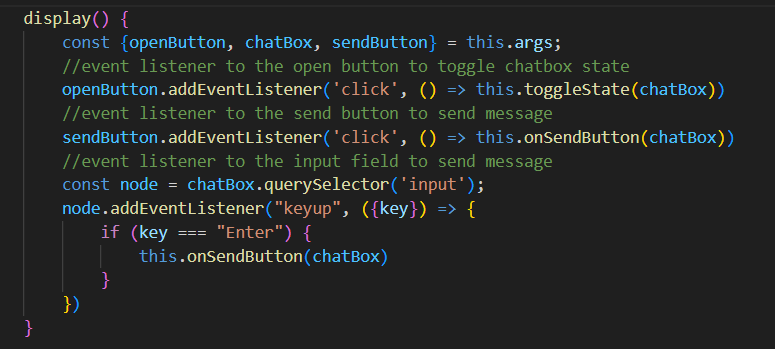 display() {
    const {openButton, chatBox, sendButton} = this.args;
    //event listener to the open button to toggle chatbox state
    openButton.addEventListener('click', () => this.toggleState(chatBox))
    //event listener to the send button to send message
    sendButton.addEventListener('click', () => this.onSendButton(chatBox))
    //event listener to the input field to send message
    const node = chatBox.querySelector('input');
    node.addEventListener("keyup", ({key}) => {
        if (key === "Enter") {
            this.onSendButton(chatBox)
        }
    })
}